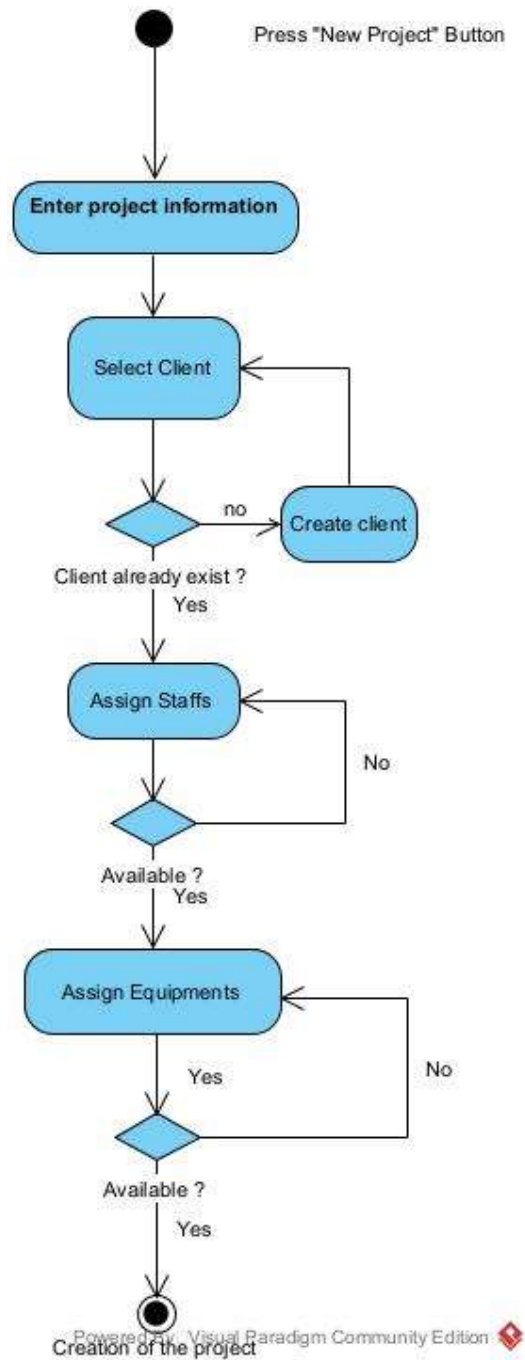 Press "New Project" Button
Enter project information
Select Client
no
Create client
Client already exist ?
Yes
Assign Staffs
No
Available ?
Yes
Assign Equipments
Yes
No
Available ?
Yes
Powered By Visual Paradigm Community Edition
Creation of the project